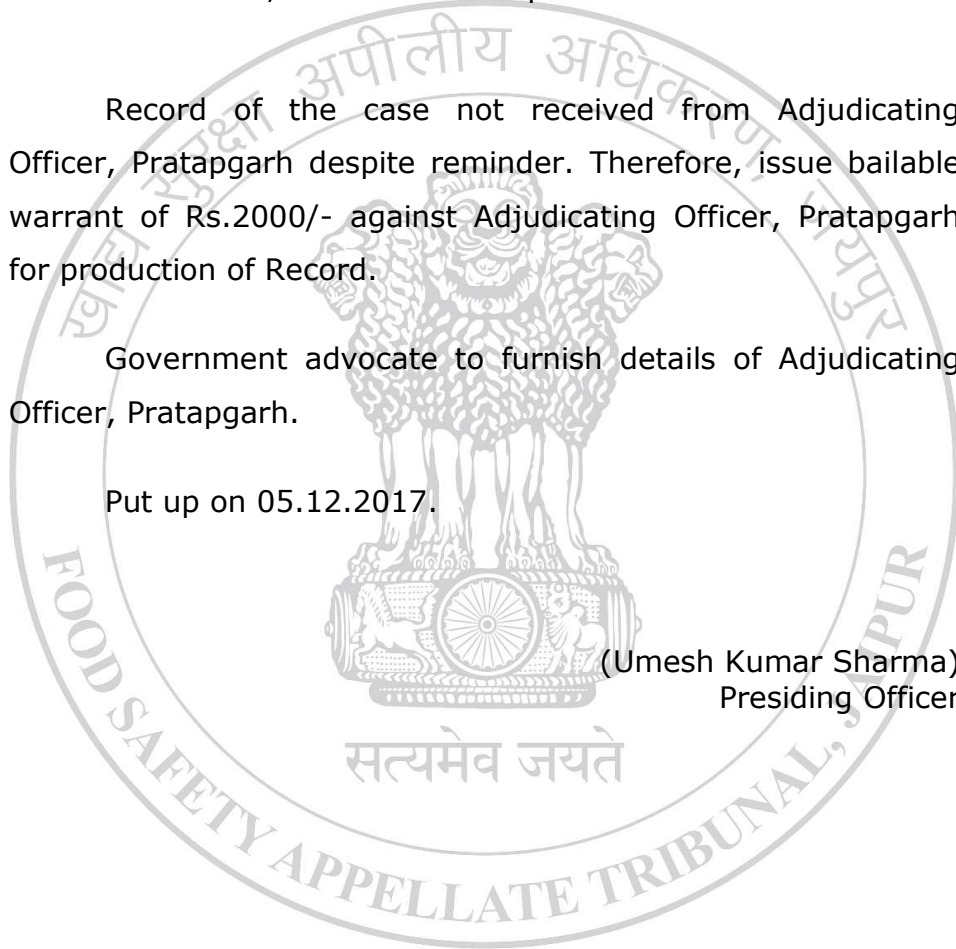 Record of the case not received from Adjudicating
Officer, Pratapgarh despite reminder. Therefore, issue bailable
warrant of Rs.2000/- against Adjudicating Officer, Pratapgarh
for production of Record.
Government advocate to furnish details of Adjudicating
Officer, Pratapgarh.
Put up on 05.12.2017.
(Umesh Kumar Sharma)
Presiding Officer
खाद्य सुरक्षा अपीलीय अधिकरण, जयपुर
सत्यमेव जयते
FOOD SAFETY APPELLATE TRIBUNAL, JAIPUR